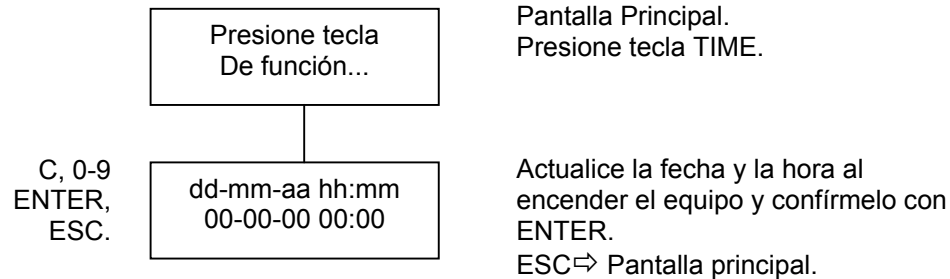 Presione tecla
De función...
Pantalla Principal.
Presione tecla TIME.
C, 0-9
ENTER,
ESC.
dd-mm-aa hh:mm
00-00-00 00:00
Actualice la fecha y la hora al
encender el equipo y confírmelo con
ENTER.
ESC⇨ Pantalla principal.